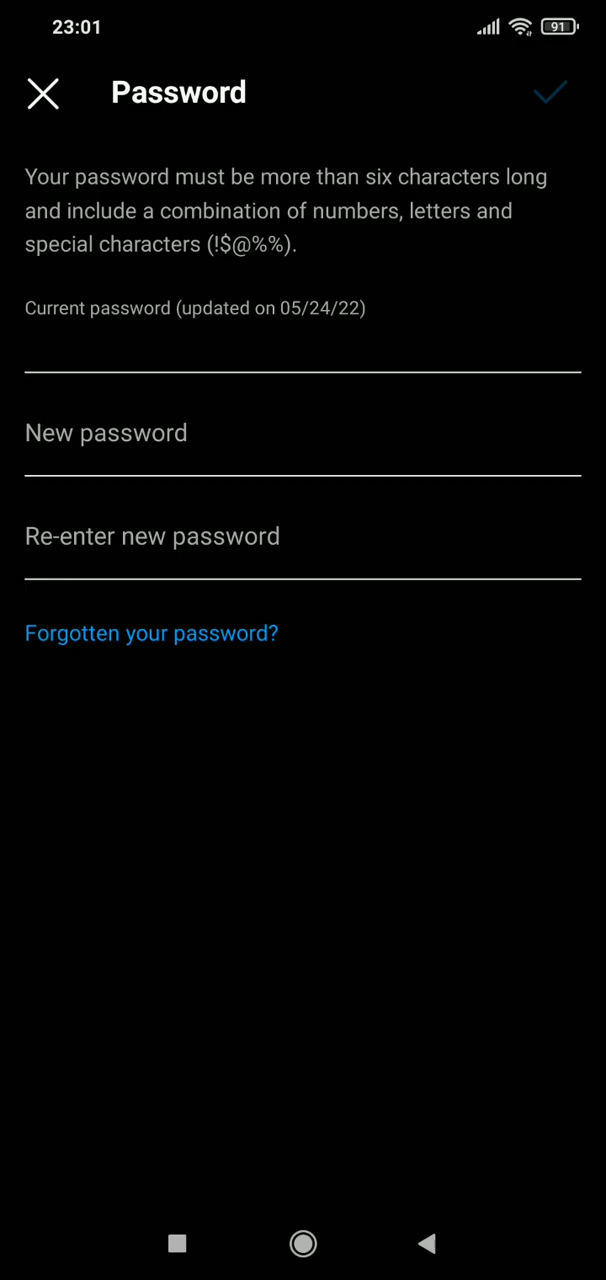 23:01
91
Password
Your password must be more than six characters long
and include a combination of numbers, letters and
special characters (!$@%%).
Current password (updated on 05/24/22)
New password
Re-enter new password
Forgotten your password?